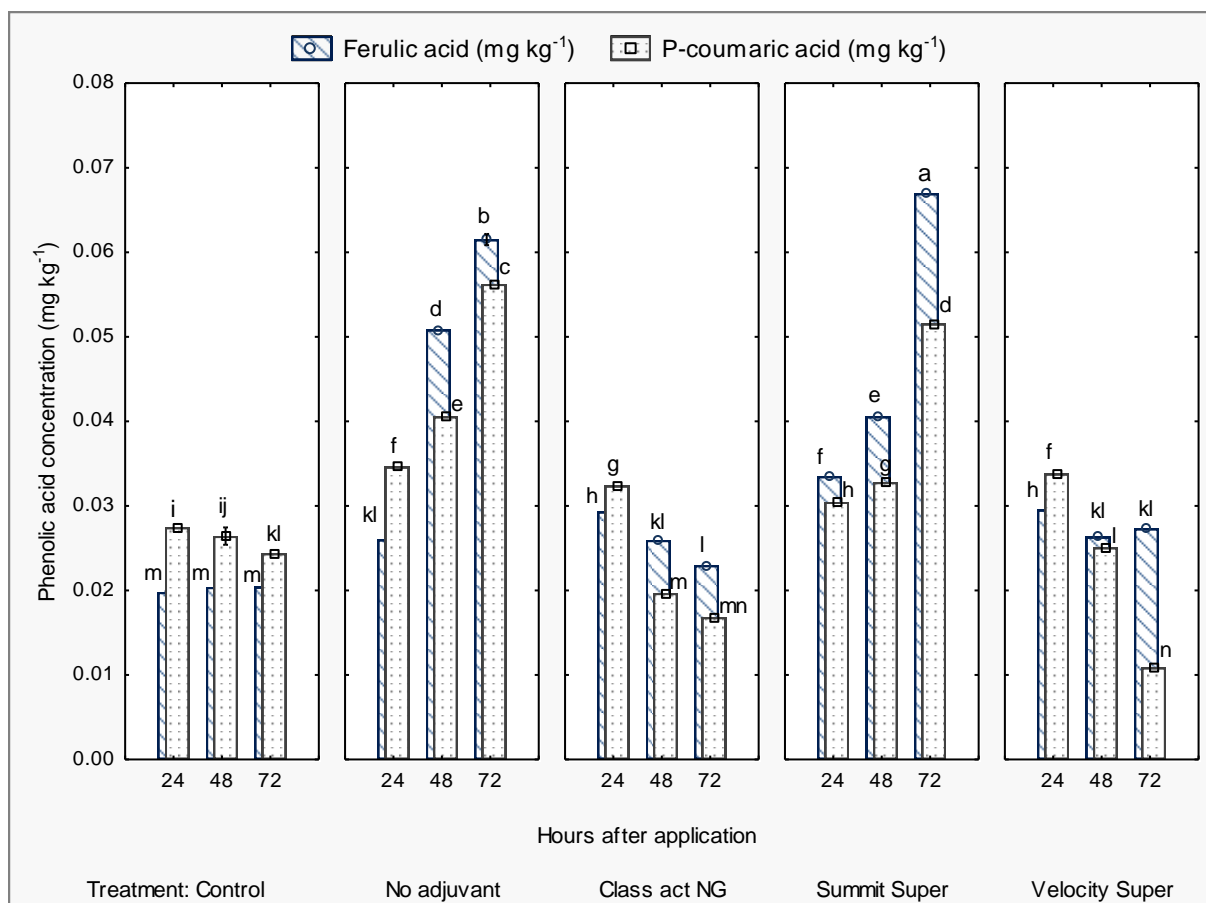 Ferulic acid (mg kg⁻¹) P-coumaric acid (mg kg⁻¹)
Phenolic acid concentration (mg kg⁻¹)
0.08
0.07
0.06
0.05
0.04
0.03
0.02
0.01
0.00
m i m ij m kl
kl f d e b c
h g kl m l mn
f h e g a d
h f kl l kl n
24 48 72 24 48 72 24 48 72 24 48 72 24 48 72
Hours after application
Treatment: Control No adjuvant Class act NG Summit Super Velocity Super